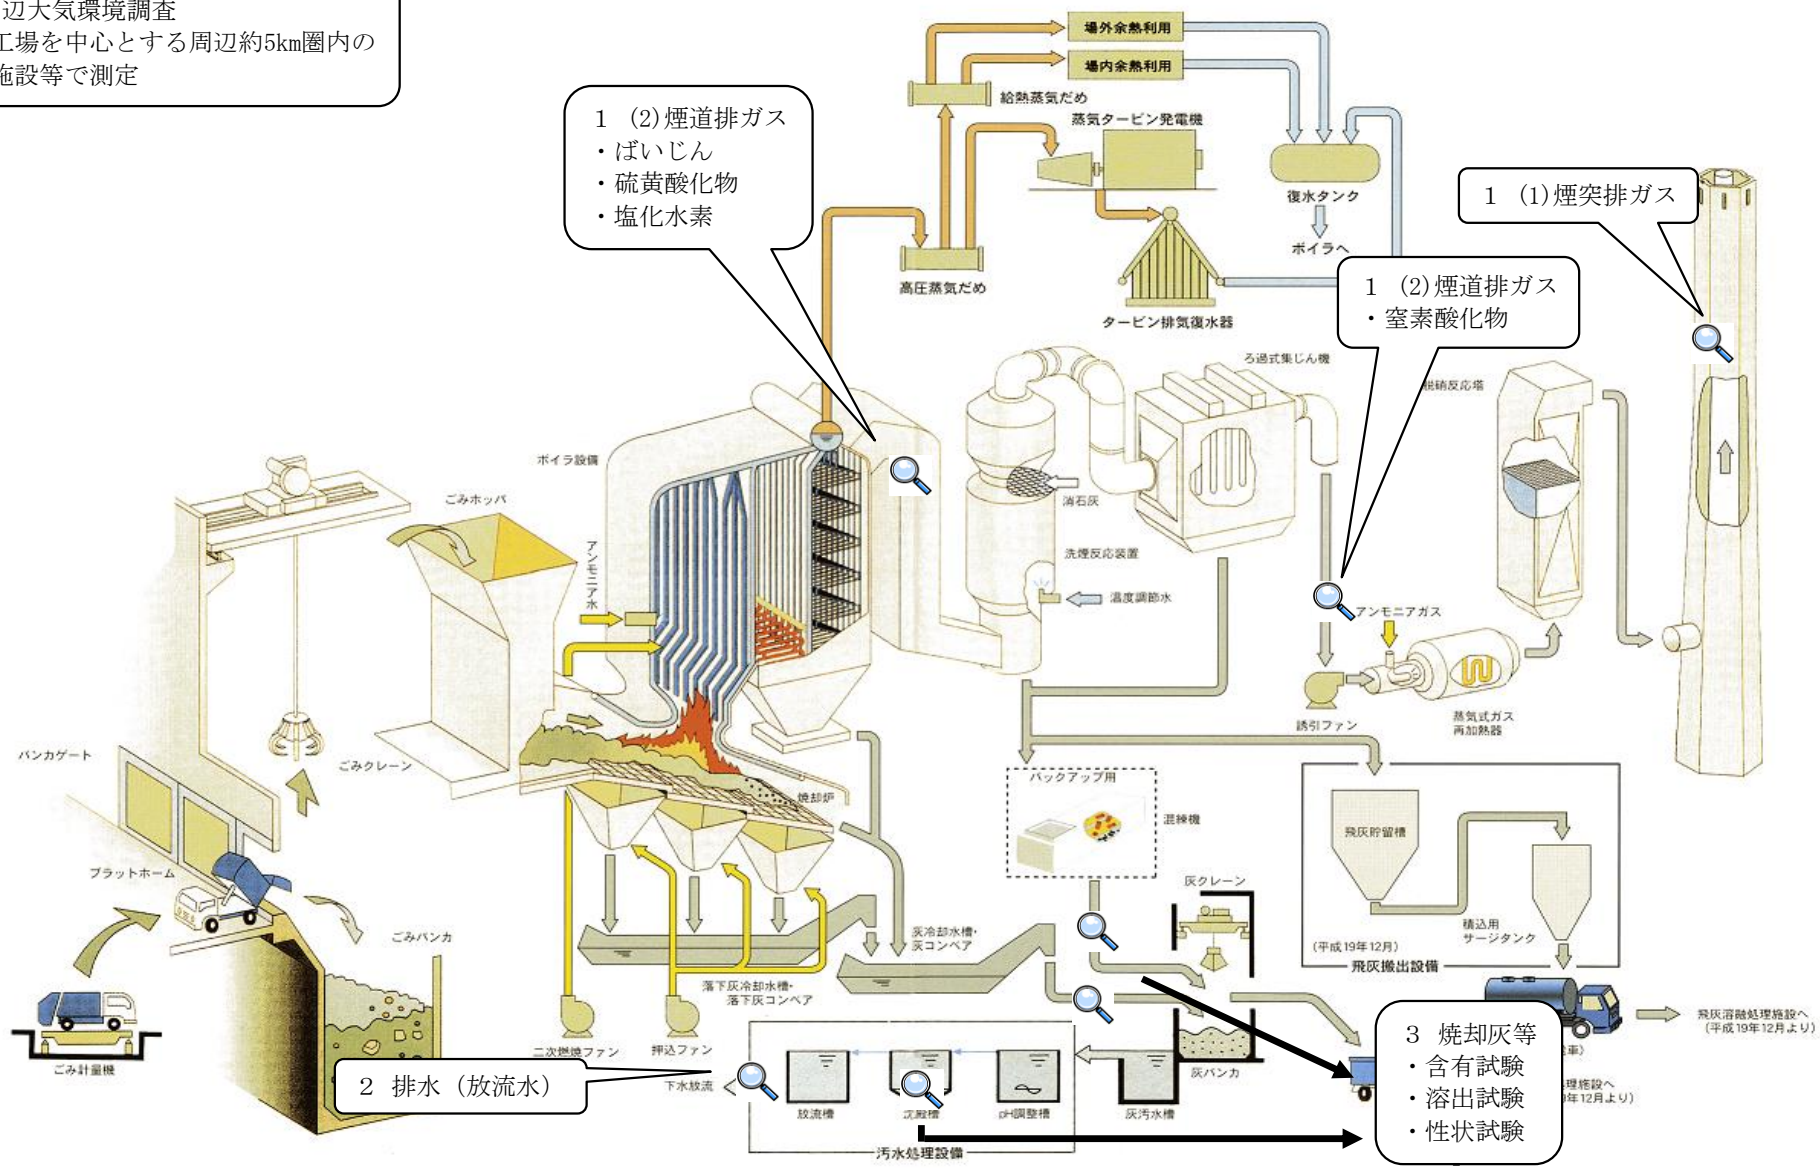 辺大気環境調査
工場を中心とする周辺約5km圏内の
施設等で測定
場外余熱利用
場内余熱利用
給熱蒸気だめ
蒸気タービン発電機
復水タンク
ボイラへ
高圧蒸気だめ
タービン排気復水器
1 (2)煙道排ガス
・ばいじん
・硫黄酸化物
・塩化水素
1 (1)煙突排ガス
1 (2)煙道排ガス
・窒素酸化物
ろ過式集じん機
脱硝反応塔
ボイラ設備
ごみホッパ
アンモニア水
消石灰
洗煙反応装置
温度調節水
アンモニアガス
誘引ファン
蒸気式ガス
再加熱器
バンカゲート
ごみクレーン
焼却炉
バックアップ用
混練機
飛灰貯留槽
プラットホーム
灰クレーン
積込用
サージタンク
(平成19年12月)
飛灰搬出設備
ごみバンカ
灰冷却水槽・
灰コンベア
落下灰冷却水槽・
落下灰コンベア
飛灰溶融処理施設へ
(平成19年12月より)
ごみ計量機
二次燃焼ファン
押込ファン
2 排水（放流水）
下水放流
放流槽
沈殿槽
pH調整槽
灰汚水槽
灰バンカ
汚水処理設備
3 焼却灰等
・含有試験
・溶出試験
・性状試験
車)
処理施設へ
9年12月より)